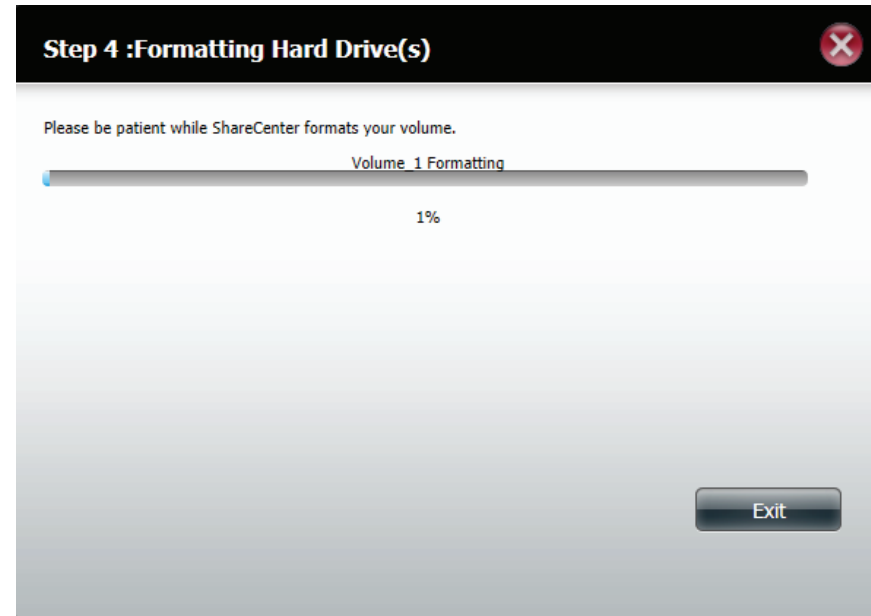 Step 4 :Formatting Hard Drive(s)
Please be patient while ShareCenter formats your volume.
Volume_1 Formatting
1%
Exit